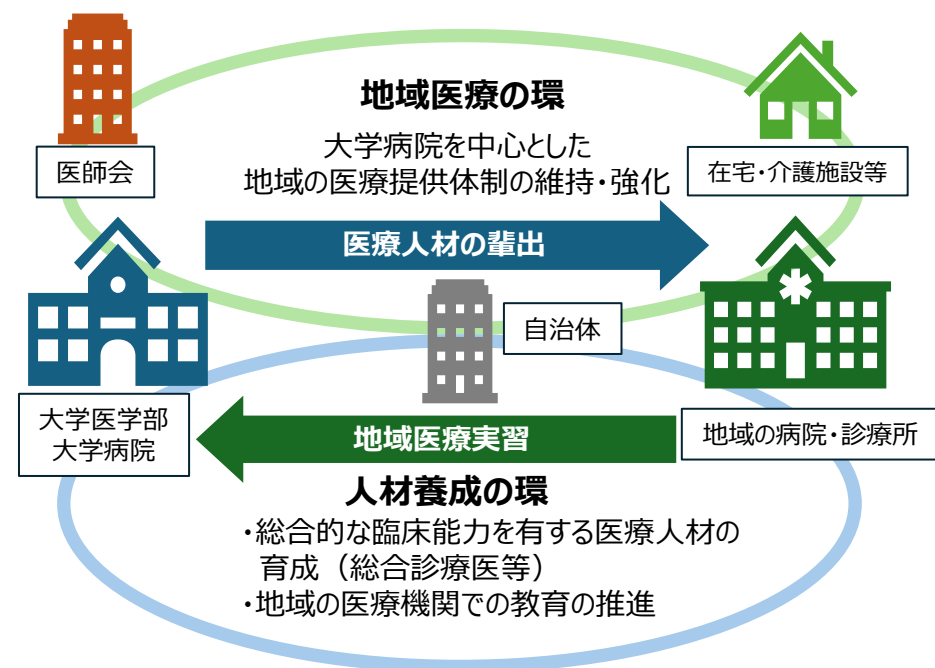 地域医療の環
大学病院を中心とした
地域の医療提供体制の維持・強化
医師会
在宅・介護施設等
医療人材の輩出
自治体
大学医学部
大学病院
地域医療実習
地域の病院・診療所
人材養成の環
・総合的な臨床能力を有する医療人材の
育成（総合診療医等）
・地域の医療機関での教育の推進